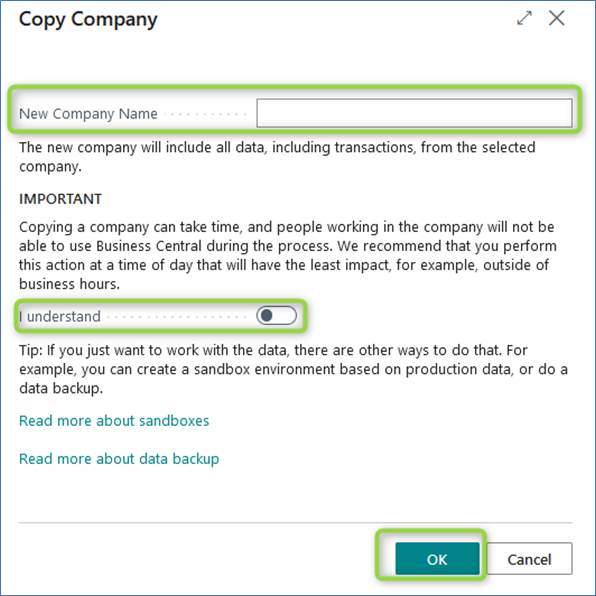 Copy Company
New Company Name
The new company will include all data, including transactions, from the selected
company.
IMPORTANT
Copying a company can take time, and people working in the company will not be
able to use Business Central during the process. We recommend that you perform
this action at a time of day that will have the least impact, for example, outside of
business hours.
I understand
Tip: If you just want to work with the data, there are other ways to do that. For
example, you can create a sandbox environment based on production data, or do a
data backup.
Read more about sandboxes
Read more about data backup
OK Cancel